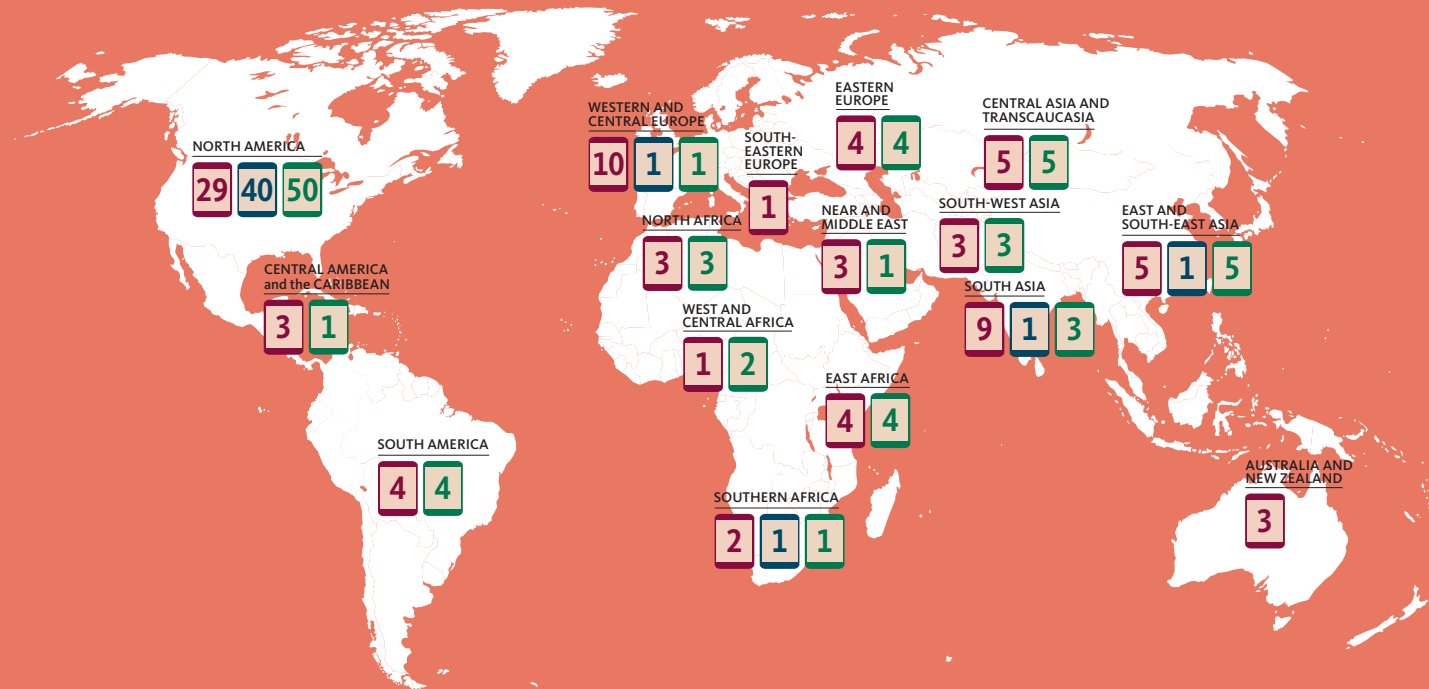 NORTH AMERICA
29 40 50
CENTRAL AMERICA
and the CARIBBEAN
3 1
SOUTH AMERICA
4 4
WESTERN AND
CENTRAL EUROPE
10 1 1
SOUTH-
EASTERN
EUROPE
1
EASTERN
EUROPE
4 4
CENTRAL ASIA AND
TRANSCAUCASIA
5 5
NORTH AFRICA
3 3
NEAR AND
MIDDLE EAST
3 1
SOUTH-WEST ASIA
3 3
EAST AND
SOUTH-EAST ASIA
5 1 5
SOUTH ASIA
9 1 3
WEST AND
CENTRAL AFRICA
1 2
EAST AFRICA
4 4
SOUTHERN AFRICA
2 1 1
AUSTRALIA AND
NEW ZEALAND
3